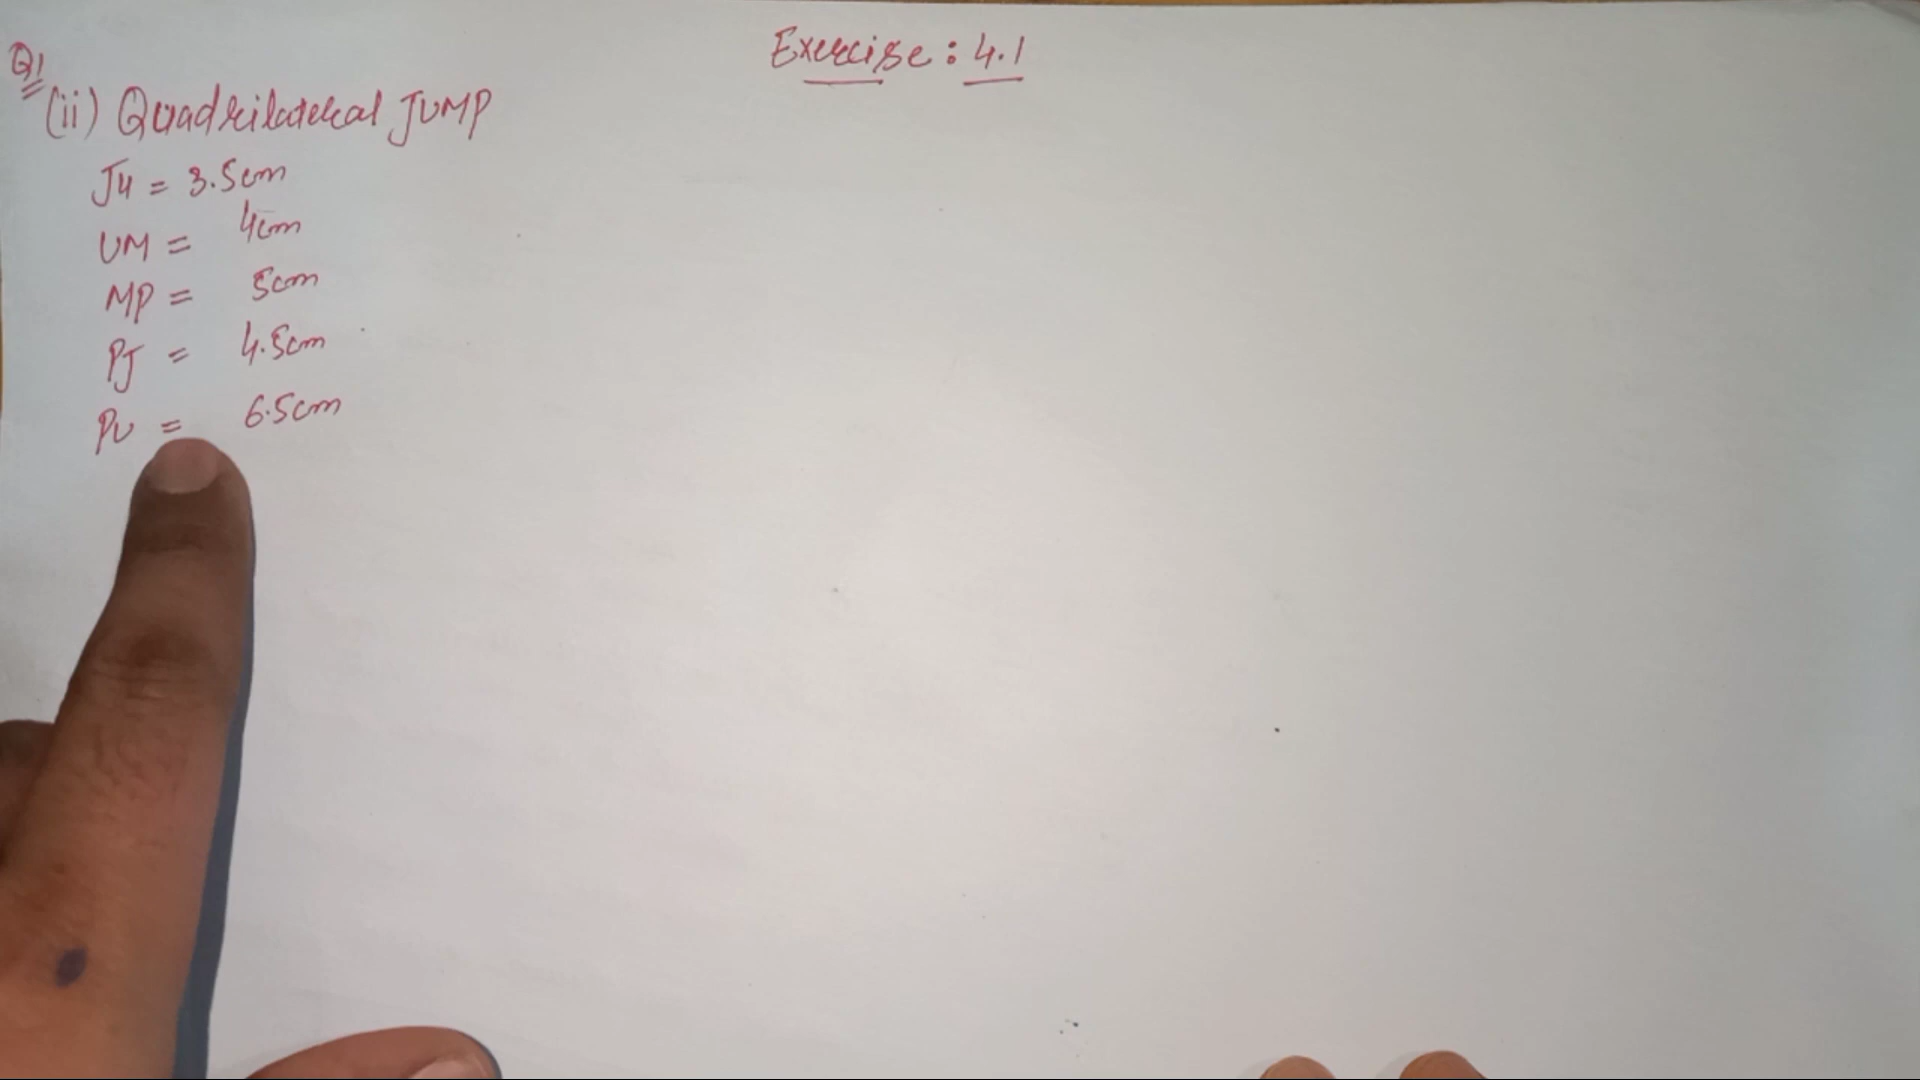 Exercise : 4.1
Q1
(ii) Quadrilateral JUMP
JU = 3.5cm
UM = 4cm
MP = 5cm
PJ = 4.5cm
PU = 6.5cm